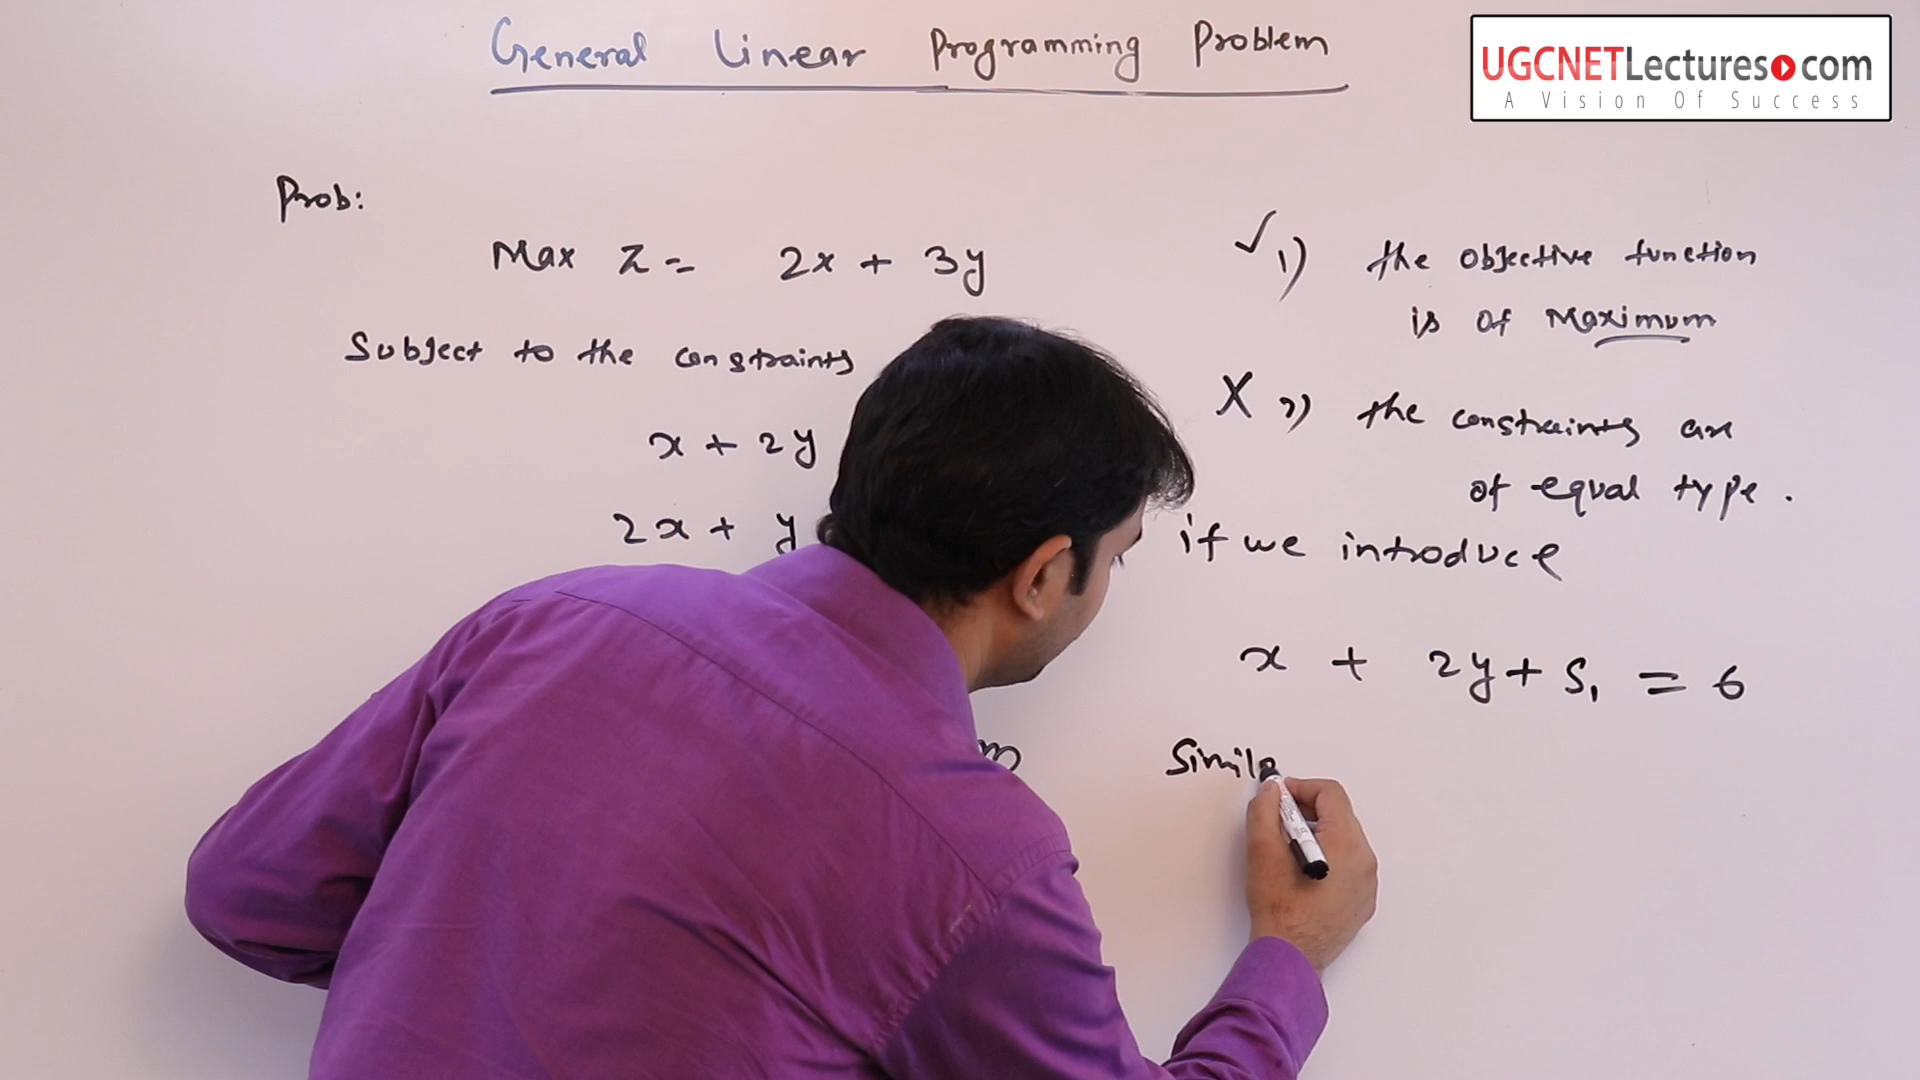 General Linear Programming Problem
UGCNETLectures.com
A Vision Of Success
Prob:
Max Z = 2x + 3y
Subject to the constraints
x + 2y
2x + y
✓ 1) the objective function
is of Maximum
X 2) the constraints are
of equal type.
if we introduce
x + 2y + S₁ = 6
Simila